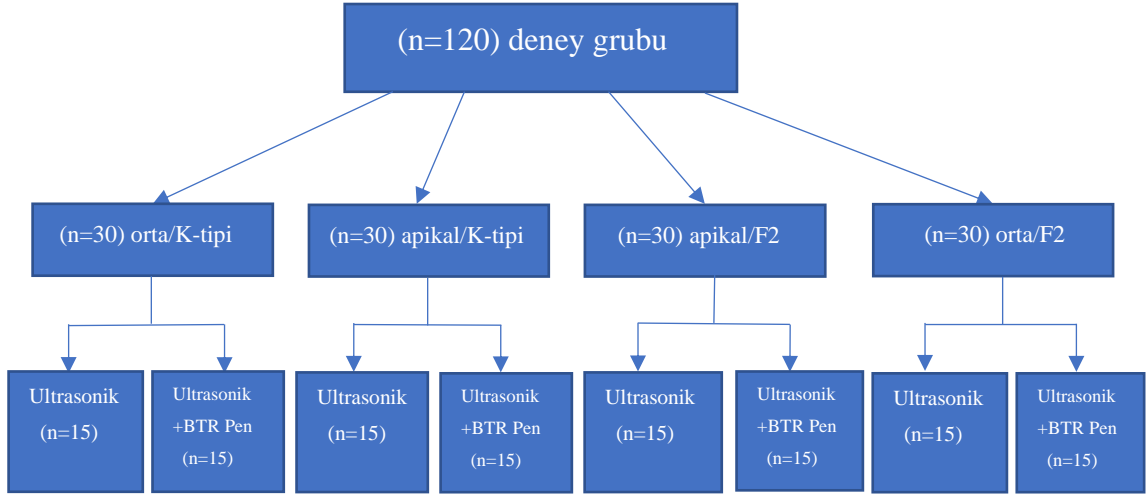 (n=120) deney grubu
(n=30) orta/K-tipi
(n=30) apikal/K-tipi
(n=30) apikal/F2
(n=30) orta/F2
Ultrasonik
(n=15)
Ultrasonik
+BTR Pen
(n=15)
Ultrasonik
(n=15)
Ultrasonik
+BTR Pen
(n=15)
Ultrasonik
(n=15)
Ultrasonik
+BTR Pen
(n=15)
Ultrasonik
(n=15)
Ultrasonik
+BTR Pen
(n=15)